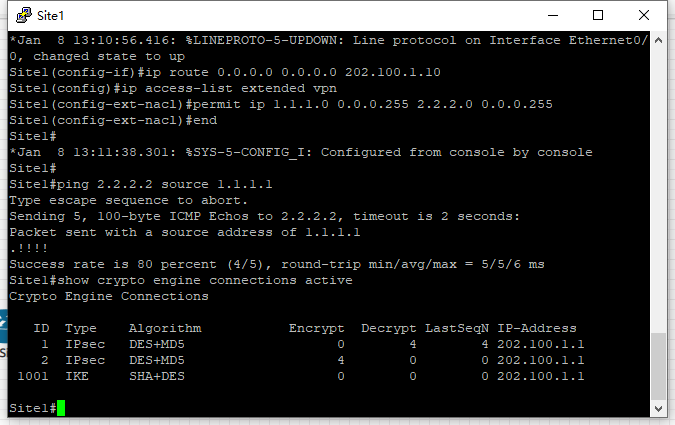 Site1
*Jan  8 13:10:56.416: %LINEPROTO-5-UPDOWN: Line protocol on Interface Ethernet0/
0, changed state to up
Site1(config-if)#ip route 0.0.0.0 0.0.0.0 202.100.1.10
Site1(config)#ip access-list extended vpn
Site1(config-ext-nacl)#permit ip 1.1.1.0 0.0.0.255 2.2.2.0 0.0.0.255
Site1(config-ext-nacl)#end
Site1#
*Jan  8 13:11:38.301: %SYS-5-CONFIG_I: Configured from console by console
Site1#
Site1#ping 2.2.2.2 source 1.1.1.1
Type escape sequence to abort.
Sending 5, 100-byte ICMP Echos to 2.2.2.2, timeout is 2 seconds:
Packet sent with a source address of 1.1.1.1
.!!!!
Success rate is 80 percent (4/5), round-trip min/avg/max = 5/5/6 ms
Site1#show crypto engine connections active
Crypto Engine Connections
   ID  Type    Algorithm           Encrypt  Decrypt LastSeqN IP-Address
    1  IPsec   DES+MD5                   0        4        4 202.100.1.1
    2  IPsec   DES+MD5                   4        0        0 202.100.1.1
 1001  IKE     SHA+DES                   0        0        0 202.100.1.1
Site1#